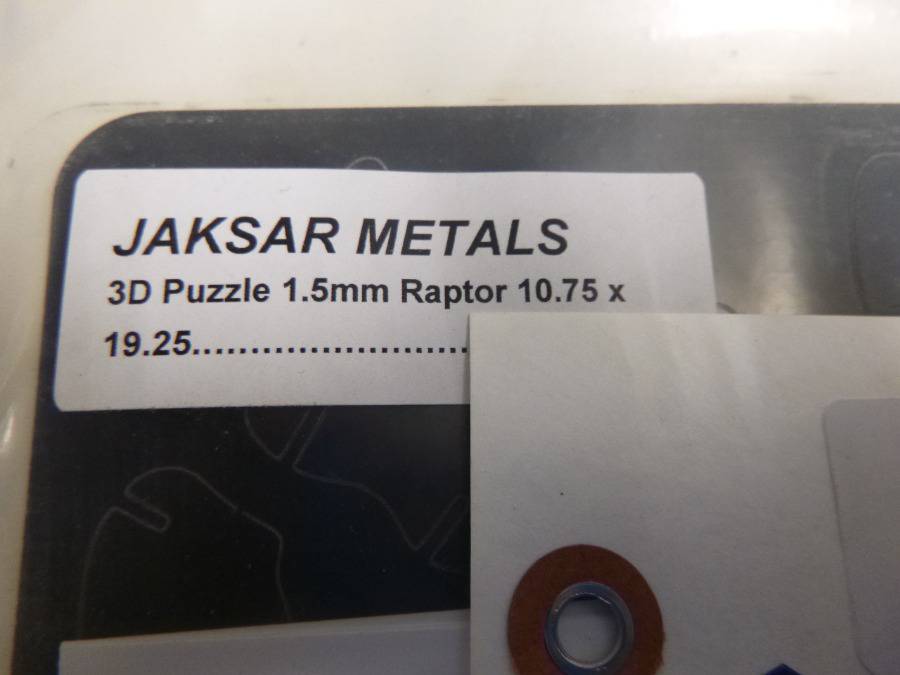 JAKSAR METALS
3D Puzzle 1.5mm Raptor 10.75 x
19.25.......................